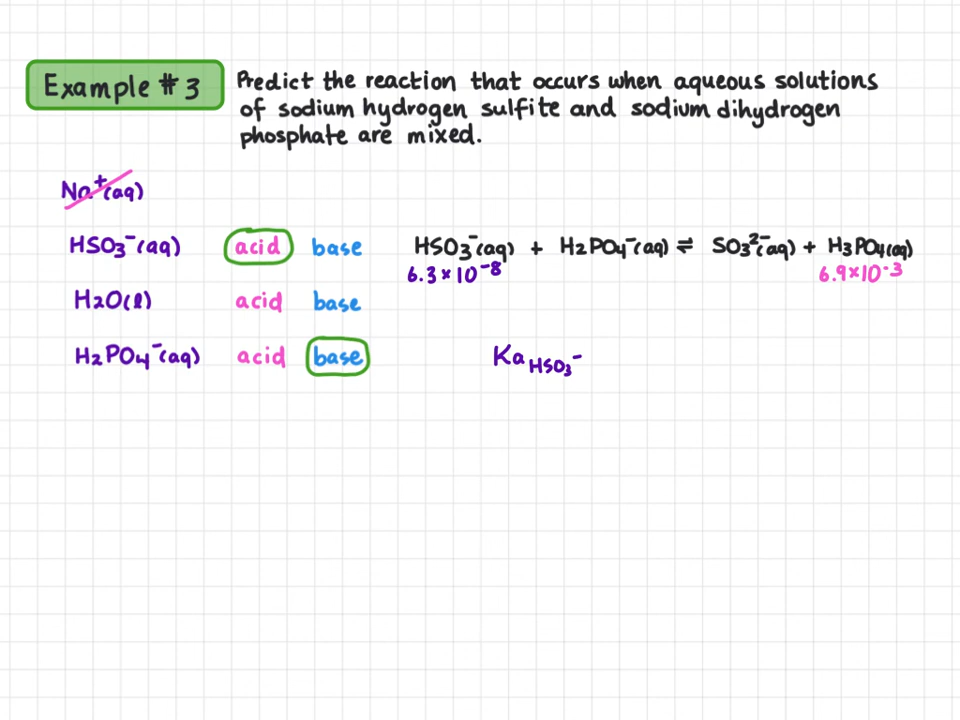 Example #3
Predict the reaction that occurs when aqueous solutions
of sodium hydrogen sulfite and sodium dihydrogen
phosphate are mixed.
Na⁺(aq)
HSO₃⁻(aq) acid base HSO₃⁻(aq) + H₂PO₄⁻(aq) ⇌ SO₃²⁻(aq) + H₃PO₄(aq)
6.3×10⁻⁸ 6.9×10⁻³
H₂O(l) acid base
H₂PO₄⁻(aq) acid base Ka HSO₃⁻